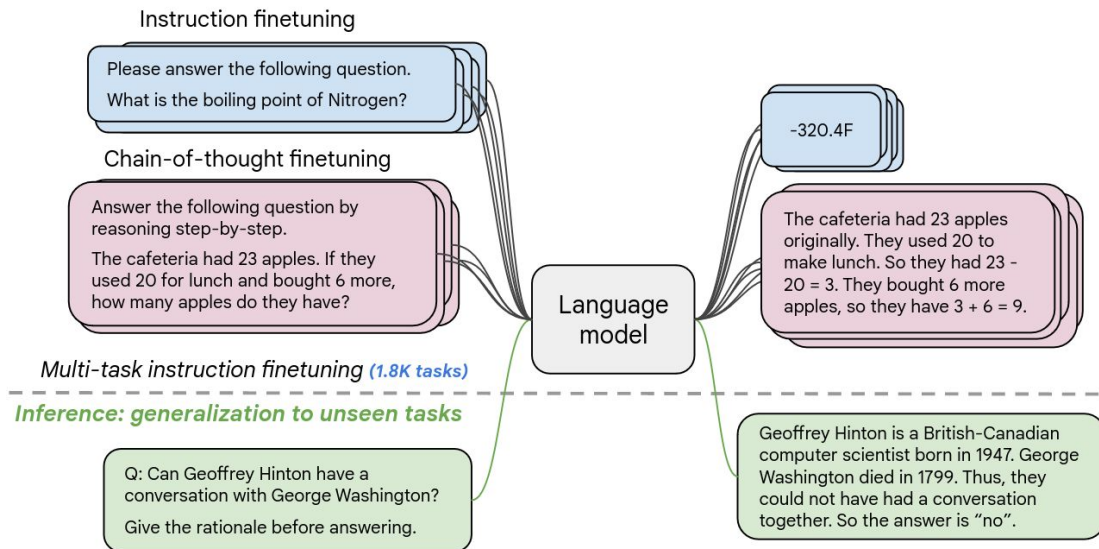 Instruction finetuning
Please answer the following question.
What is the boiling point of Nitrogen?
-320.4F
Chain-of-thought finetuning
Answer the following question by
reasoning step-by-step.
The cafeteria had 23 apples. If they
used 20 for lunch and bought 6 more,
how many apples do they have?
Language
model
The cafeteria had 23 apples
originally. They used 20 to
make lunch. So they had 23 -
20 = 3. They bought 6 more
apples, so they have 3 + 6 = 9.
Multi-task instruction finetuning (1.8K tasks)
Inference: generalization to unseen tasks
Q: Can Geoffrey Hinton have a
conversation with George Washington?
Give the rationale before answering.
Geoffrey Hinton is a British-Canadian
computer scientist born in 1947. George
Washington died in 1799. Thus, they
could not have had a conversation
together. So the answer is “no”.